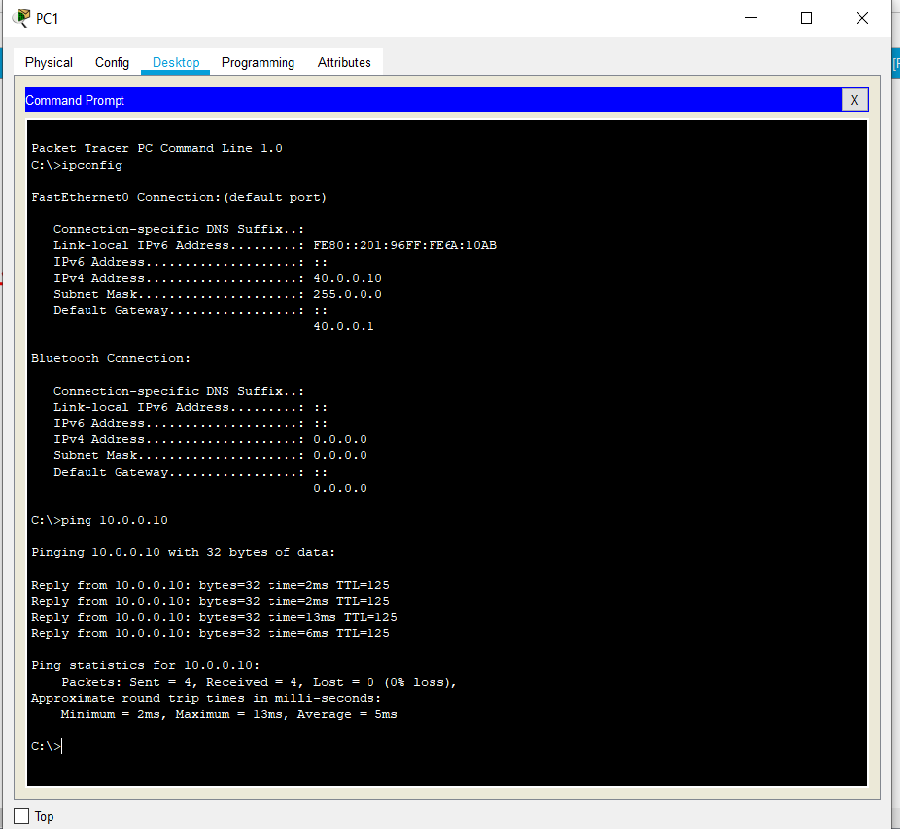 PC1
Physical Config Desktop Programming Attributes
Command Prompt X
Packet Tracer PC Command Line 1.0
C:\>ipconfig
FastEthernet0 Connection:(default port)
Connection-specific DNS Suffix..:
Link-local IPv6 Address.........: FE80::201:96FF:FE6A:10AB
IPv6 Address....................: ::
IPv4 Address....................: 40.0.0.10
Subnet Mask.....................: 255.0.0.0
Default Gateway.................: ::
40.0.0.1
Bluetooth Connection:
Connection-specific DNS Suffix..:
Link-local IPv6 Address.........: ::
IPv6 Address....................: ::
IPv4 Address....................: 0.0.0.0
Subnet Mask.....................: 0.0.0.0
Default Gateway.................: ::
0.0.0.0
C:\>ping 10.0.0.10
Pinging 10.0.0.10 with 32 bytes of data:
Reply from 10.0.0.10: bytes=32 time=2ms TTL=125
Reply from 10.0.0.10: bytes=32 time=2ms TTL=125
Reply from 10.0.0.10: bytes=32 time=13ms TTL=125
Reply from 10.0.0.10: bytes=32 time=6ms TTL=125
Ping statistics for 10.0.0.10:
Packets: Sent = 4, Received = 4, Lost = 0 (0% loss),
Approximate round trip times in milli-seconds:
Minimum = 2ms, Maximum = 13ms, Average = 5ms
C:\>
Top